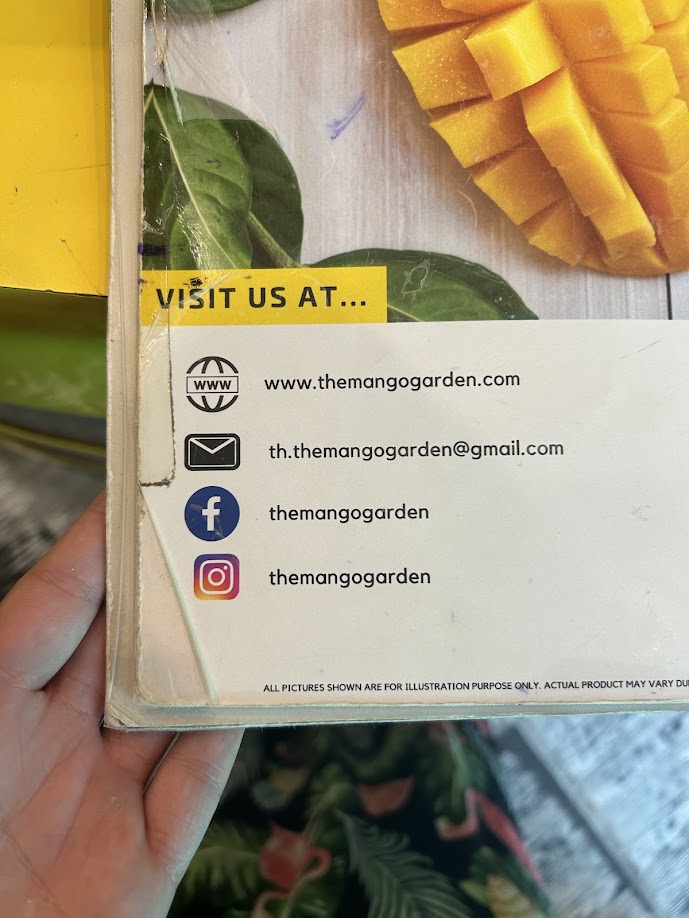 VISIT US AT...
www
www.themangogarden.com
th.themangogarden@gmail.com
f
themangogarden
themangogarden
ALL PICTURES SHOWN ARE FOR ILLUSTRATION PURPOSE ONLY. ACTUAL PRODUCT MAY VARY DU